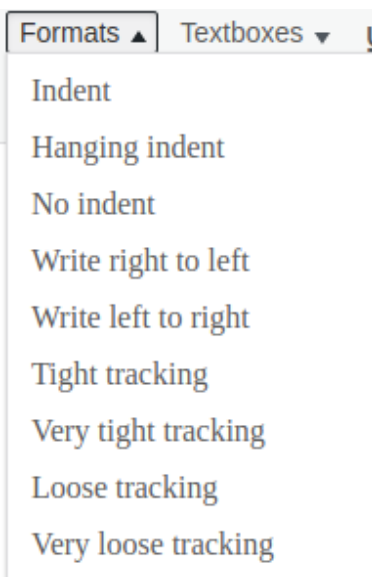 Formats ▲ Textboxes ▼
Indent
Hanging indent
No indent
Write right to left
Write left to right
Tight tracking
Very tight tracking
Loose tracking
Very loose tracking